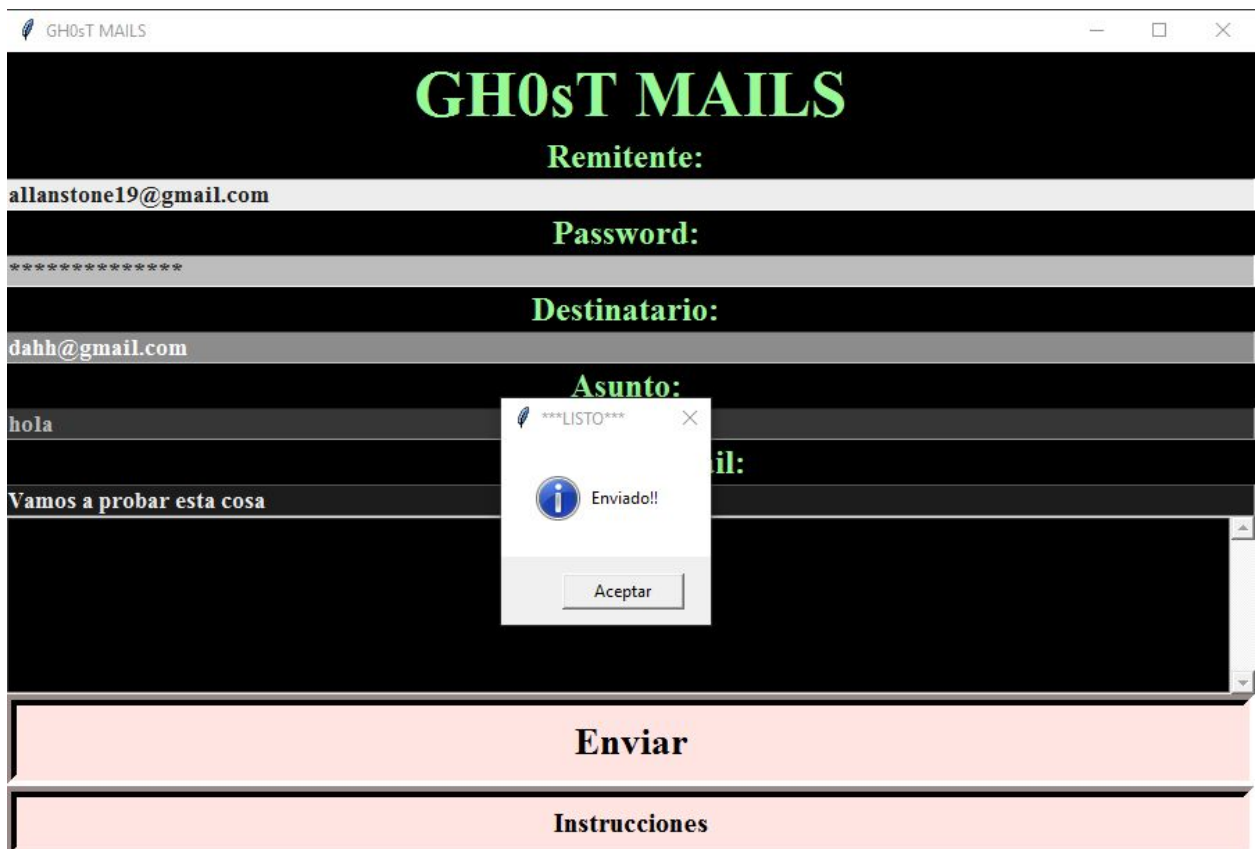 GH0sT MAILS
GH0sT MAILS
Remitente:
allanstone19@gmail.com
Password:
**************
Destinatario:
dahh@gmail.com
Asunto:
hola
***LISTO***
il:
Vamos a probar esta cosa
Enviado!!
Aceptar
Enviar
Instrucciones